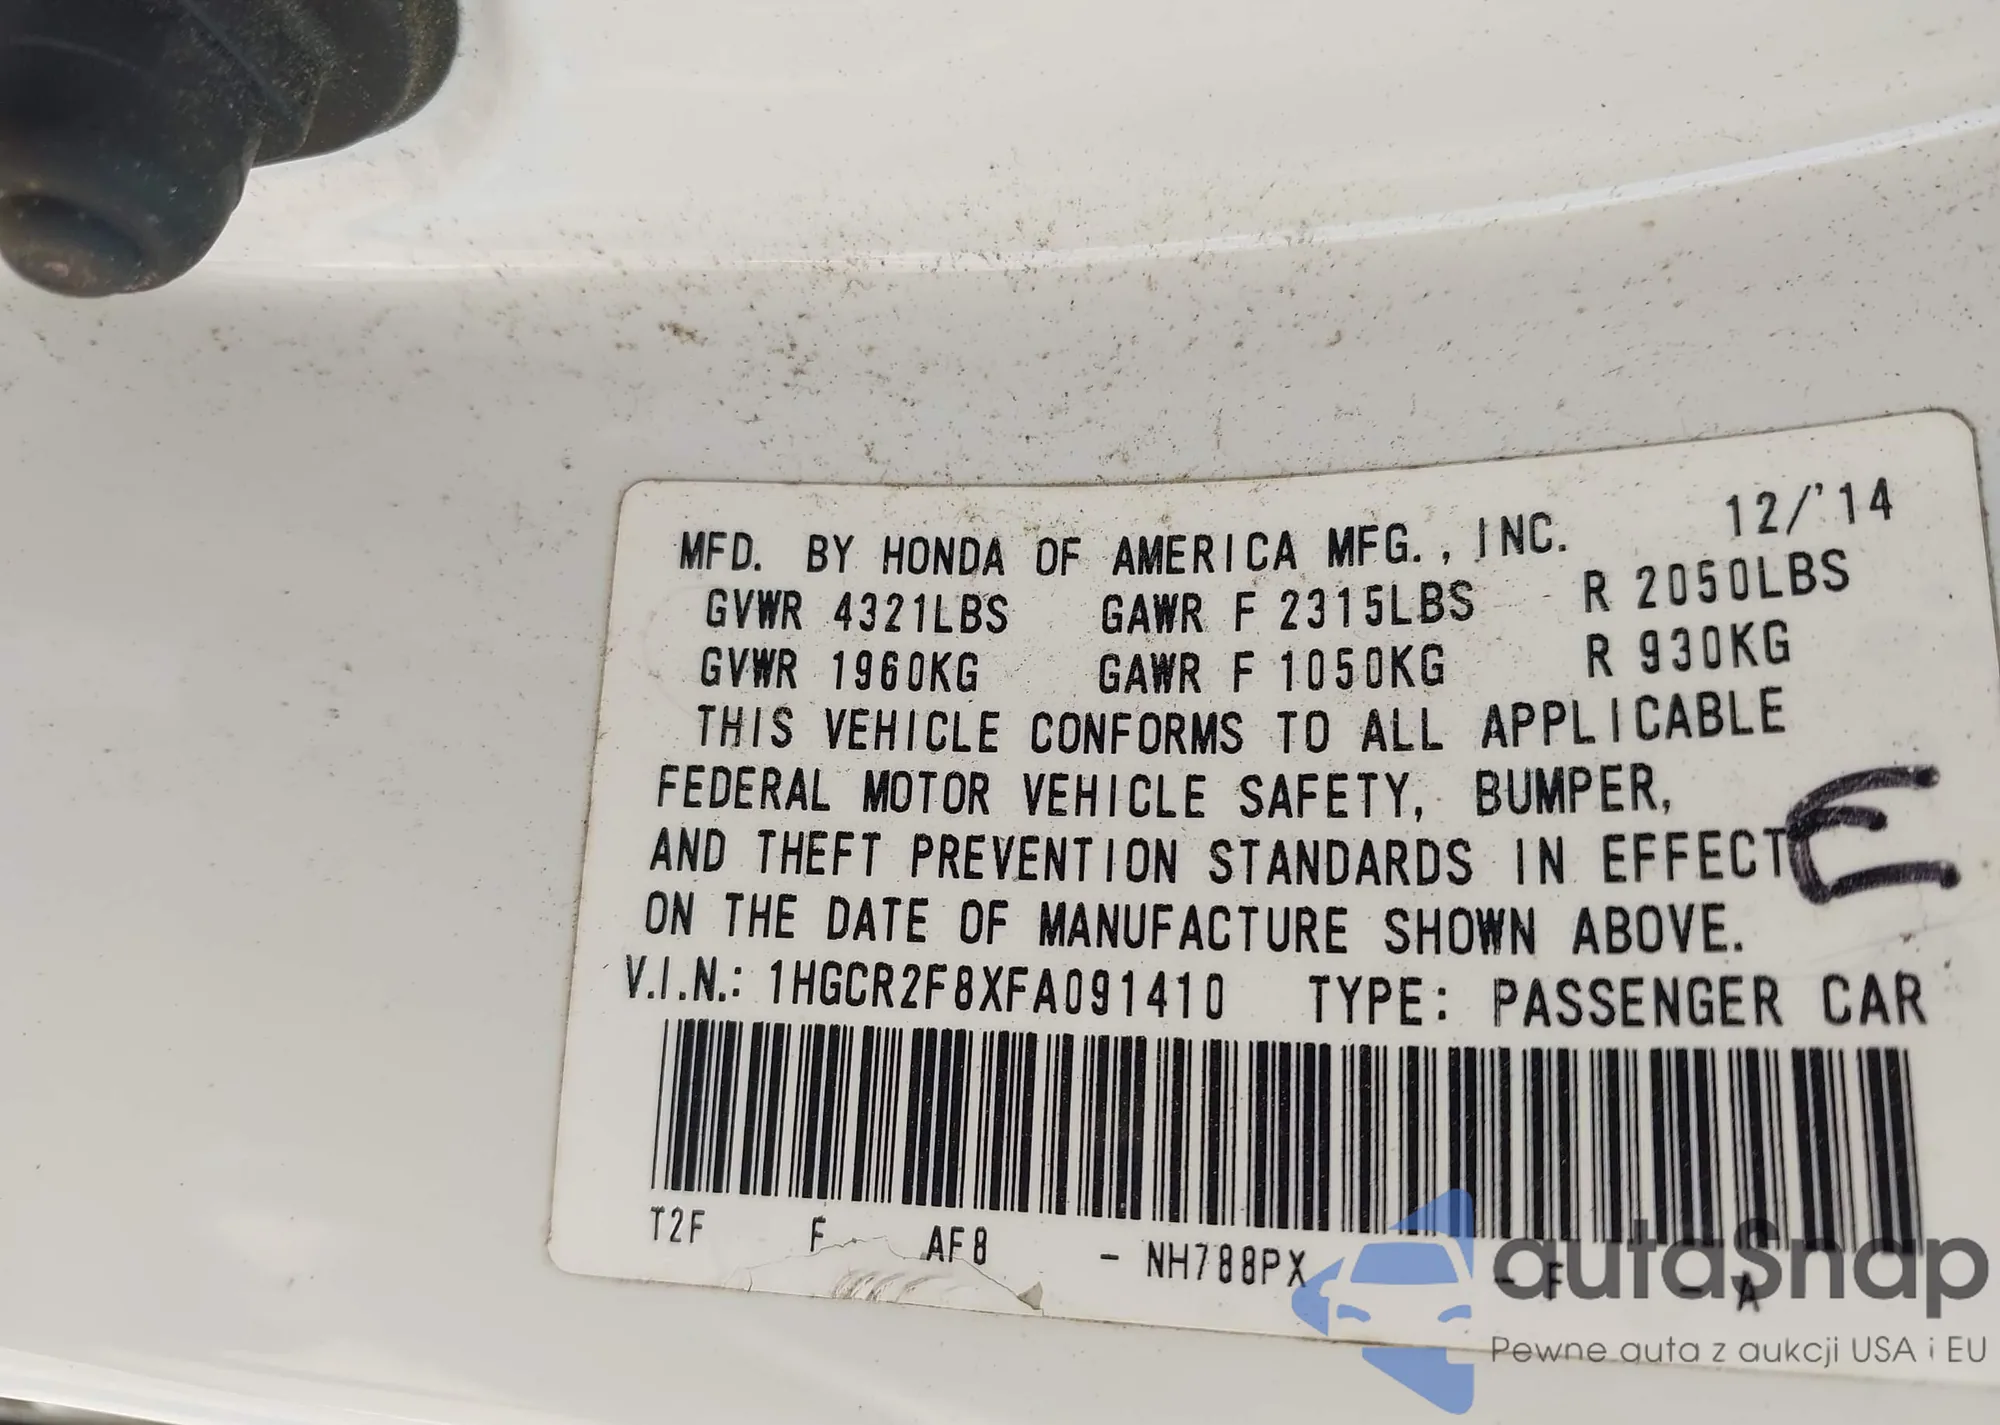 MFD. BY HONDA OF AMERICA MFG., INC. 12/'14
GVWR 4321LBS GAWR F 2315LBS R 2050LBS
GVWR 1960KG GAWR F 1050KG R 930KG
THIS VEHICLE CONFORMS TO ALL APPLICABLE
FEDERAL MOTOR VEHICLE SAFETY, BUMPER,
AND THEFT PREVENTION STANDARDS IN EFFECT
ON THE DATE OF MANUFACTURE SHOWN ABOVE.
V.I.N.: 1HGCR2F8XFA091410 TYPE: PASSENGER CAR
T2F F AF8 - NH788PX - F - A
autaSnap
Pewne auta z aukcji USA i EU